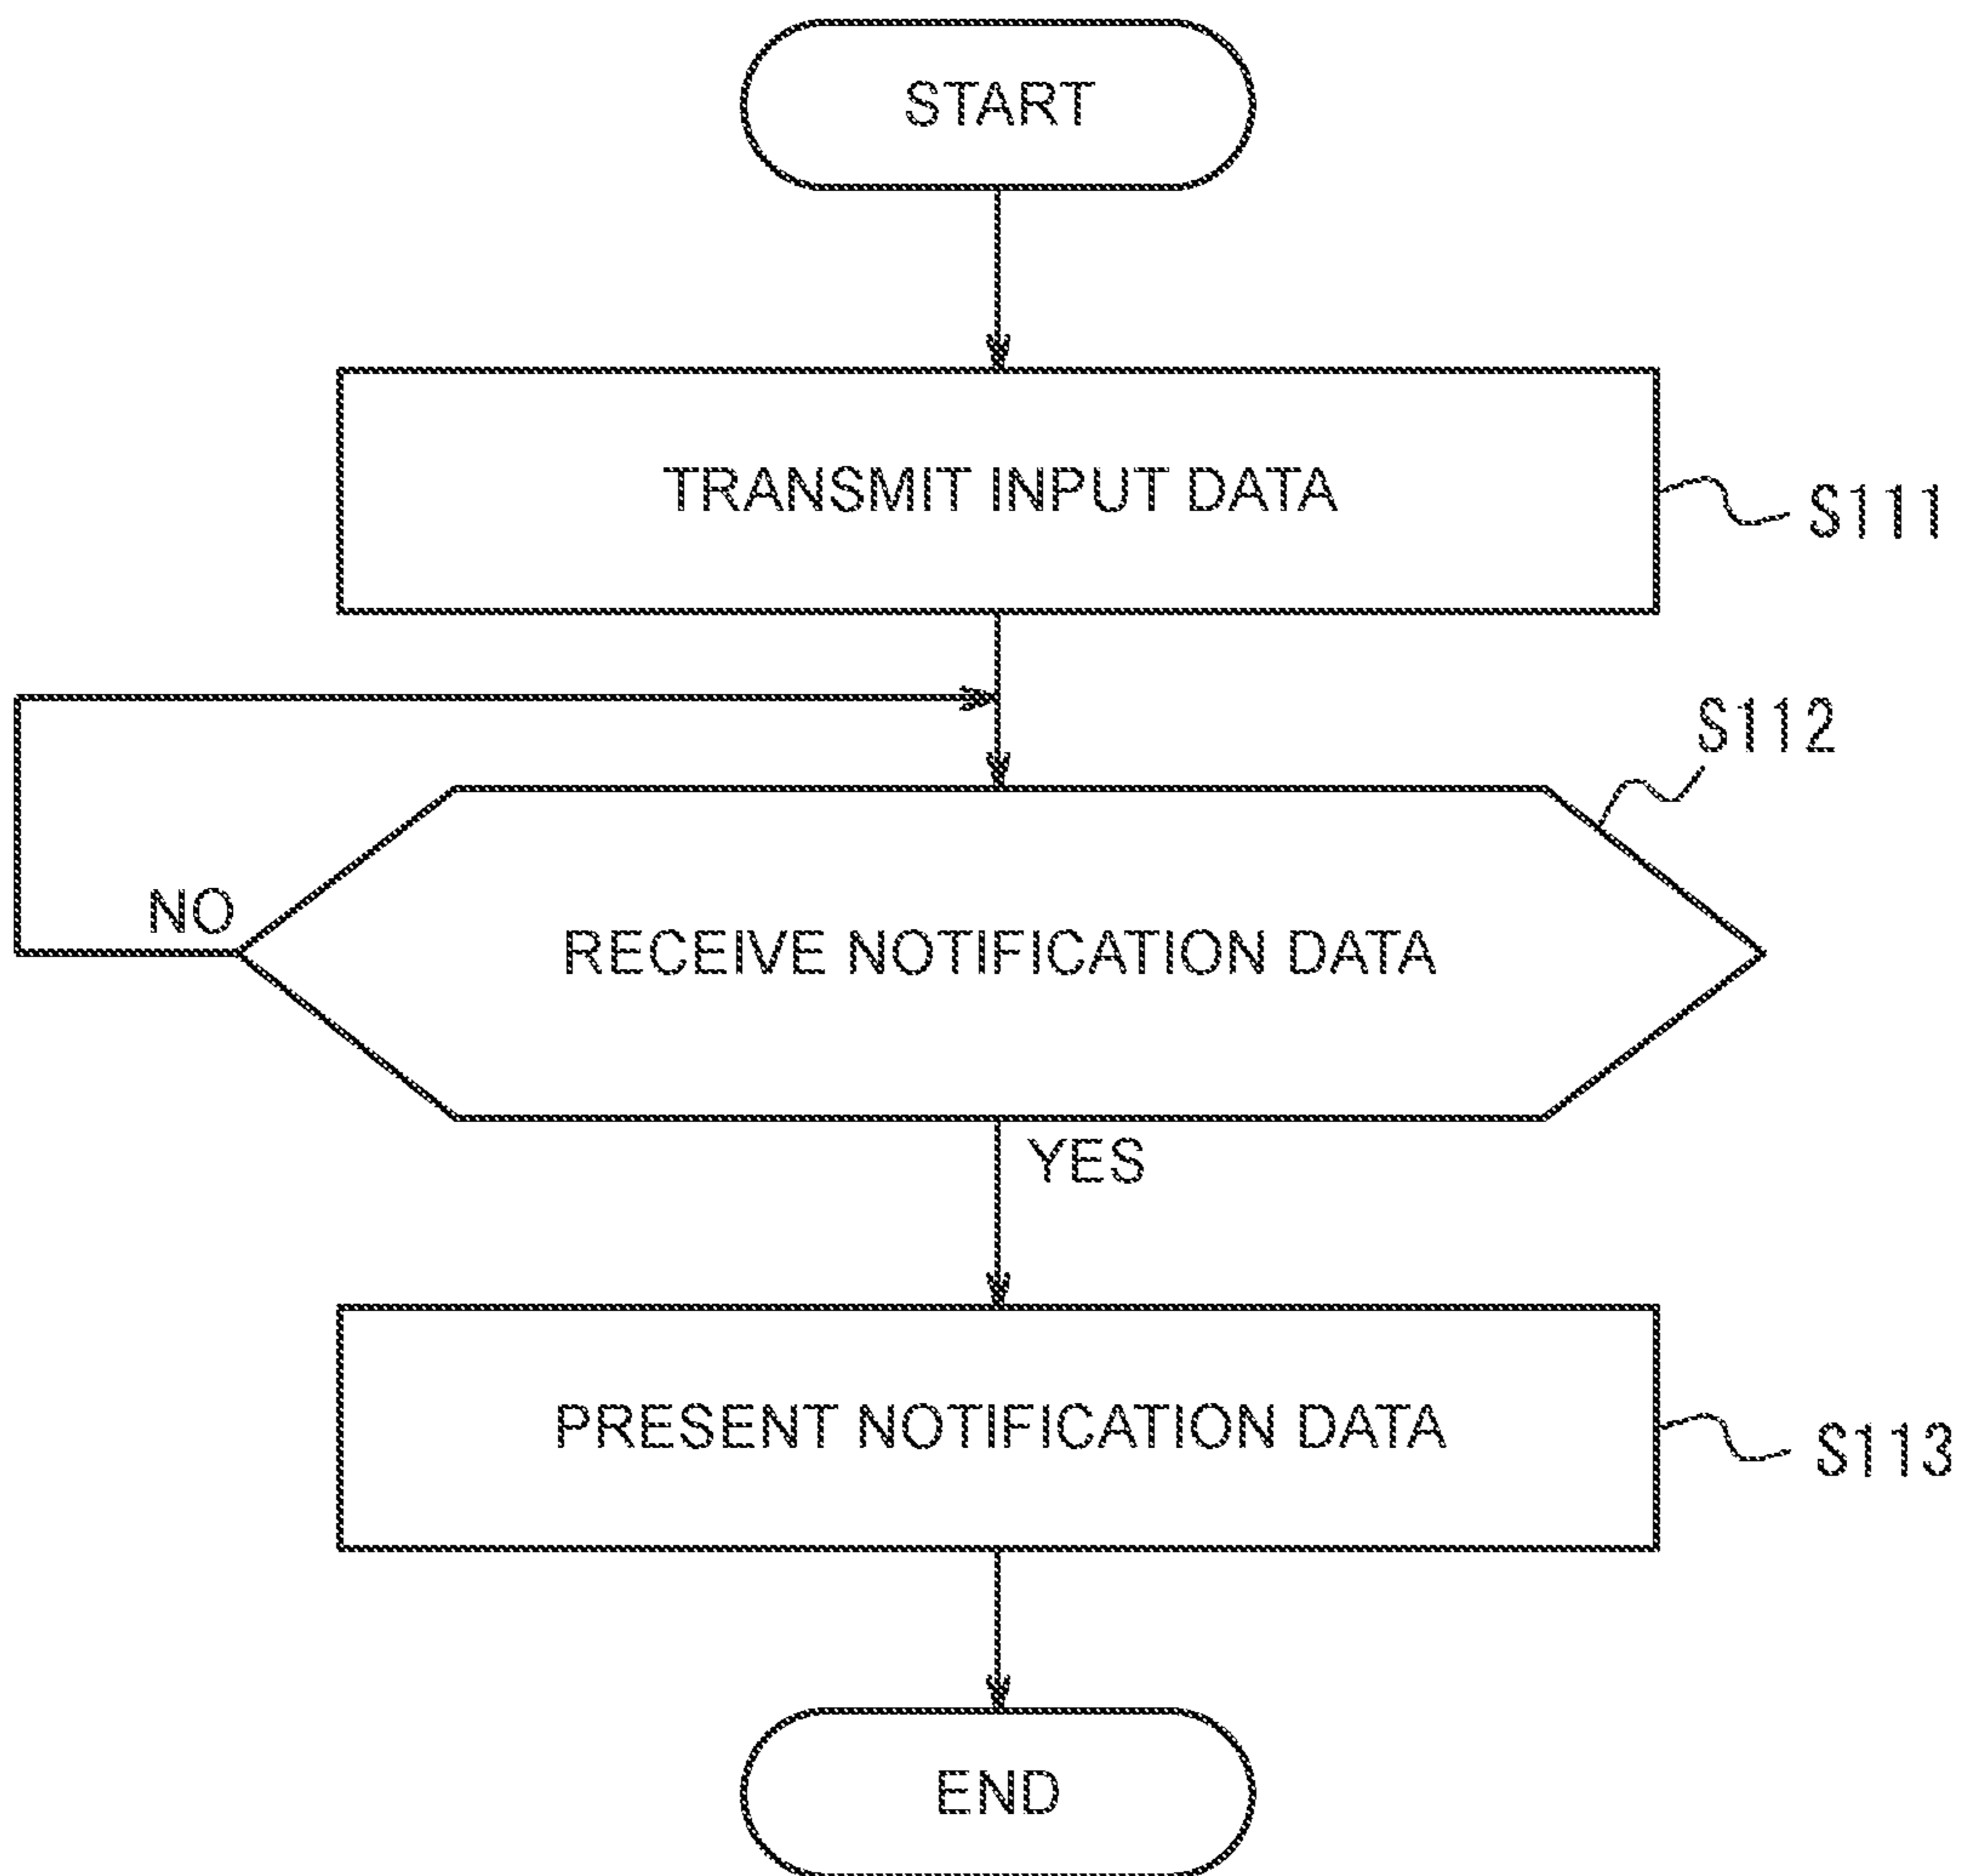 START
TRANSMIT INPUT DATA
S111
S112
NO
RECEIVE NOTIFICATION DATA
YES
PRESENT NOTIFICATION DATA
S113
END